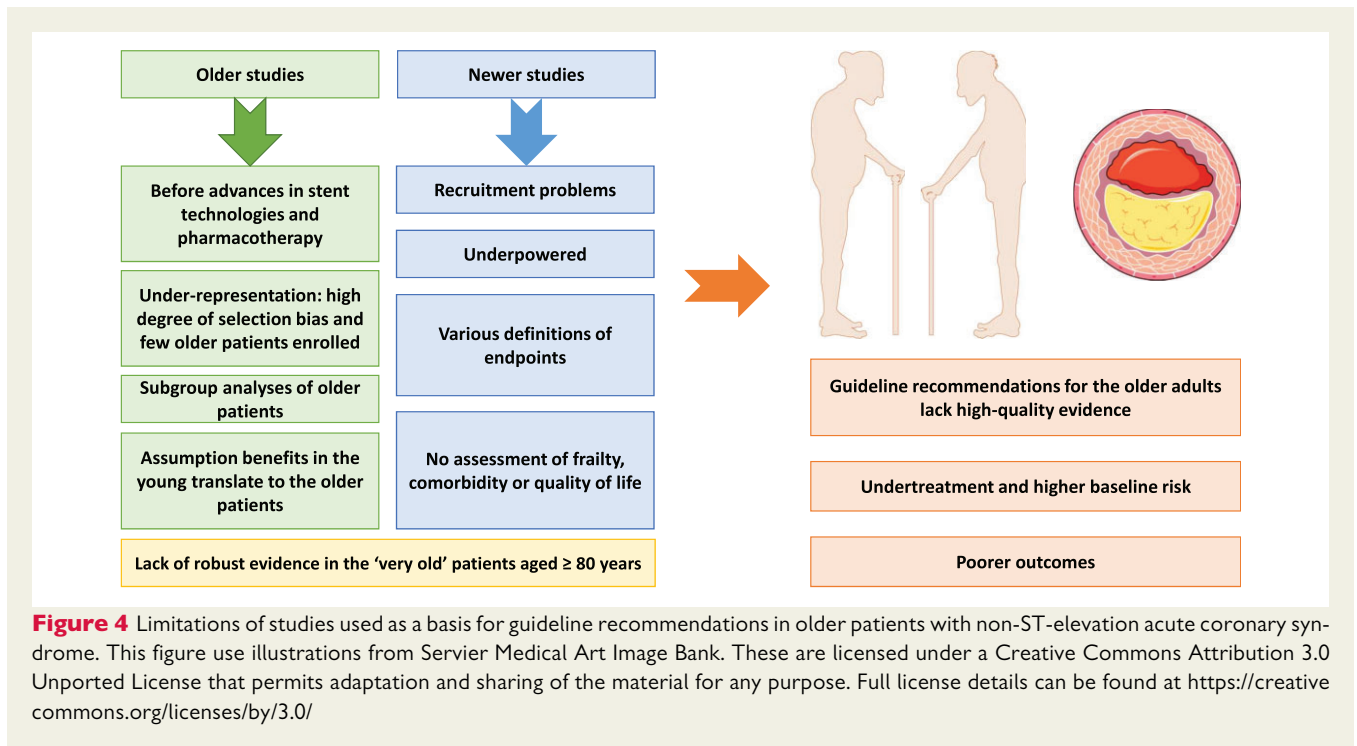 Older studies
Before advances in stent
technologies and
pharmacotherapy
Under-representation: high
degree of selection bias and
few older patients enrolled
Subgroup analyses of older
patients
Assumption benefits in the
young translate to the older
patients
Newer studies
Recruitment problems
Underpowered
Various definitions of
endpoints
No assessment of frailty,
comorbidity or quality of life
Lack of robust evidence in the ‘very old’ patients aged ≥ 80 years
Guideline recommendations for the older adults
lack high-quality evidence
Undertreatment and higher baseline risk
Poorer outcomes
Figure 4 Limitations of studies used as a basis for guideline recommendations in older patients with non-ST-elevation acute coronary syn-
drome. This figure use illustrations from Servier Medical Art Image Bank. These are licensed under a Creative Commons Attribution 3.0
Unported License that permits adaptation and sharing of the material for any purpose. Full license details can be found at https://creative
commons.org/licenses/by/3.0/